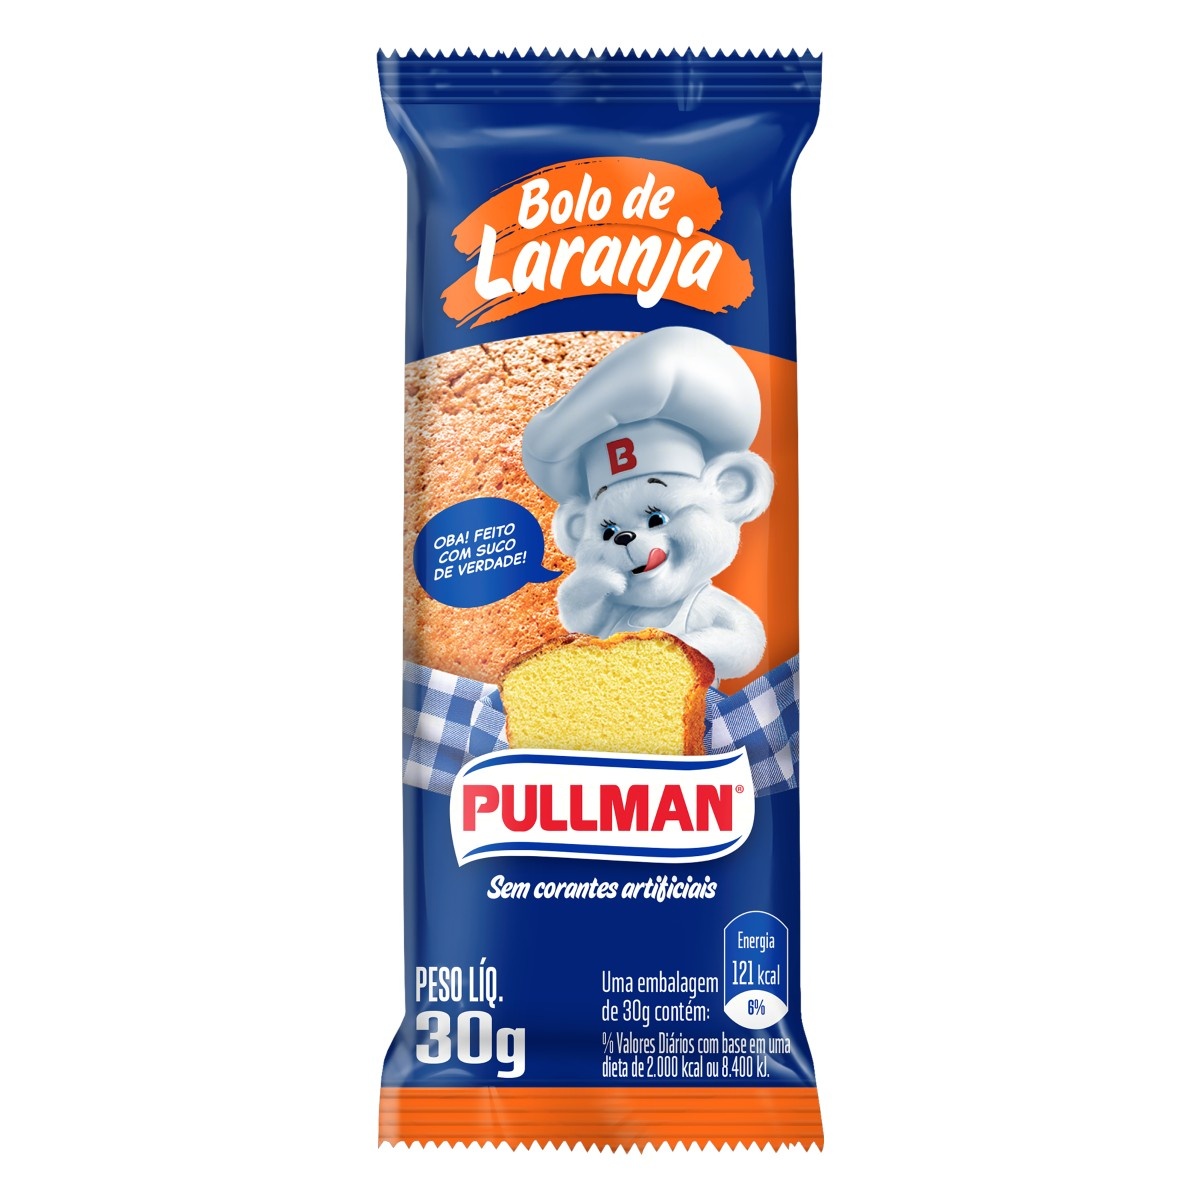 Bolo de
Laranja
B
OBA! FEITO
COM SUCO
DE VERDADE!
PULLMAN®
Sem corantes artificiais
Energia
121 kcal
6%
PESO LÍQ.
30g
Uma embalagem
de 30g contém:
% Valores Diários com base em uma
dieta de 2.000 kcal ou 8.400 kJ.